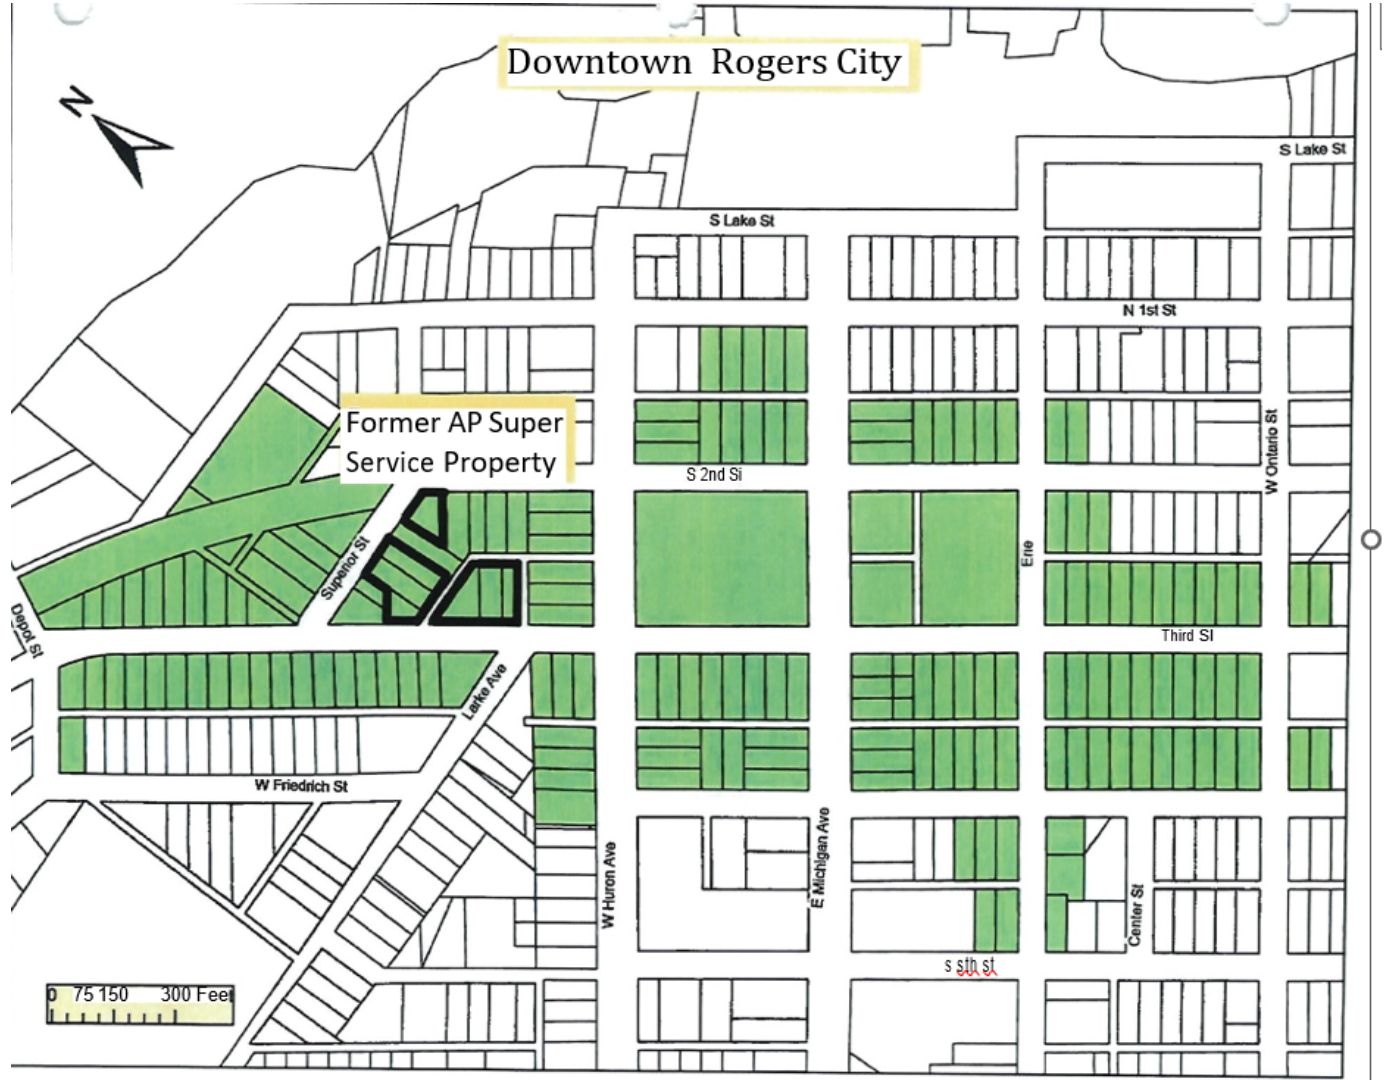 Downtown Rogers City
N
S Lake St
S Lake St
N 1st St
Former AP Super
Service Property
W Ontario St
S 2nd Si
Superior St
Erie
Depot St
Third Sl
Larke Ave
W Friedrich St
E Michigan Ave
W Huron Ave
Center St
s sth st
0 75 150 300 Feet